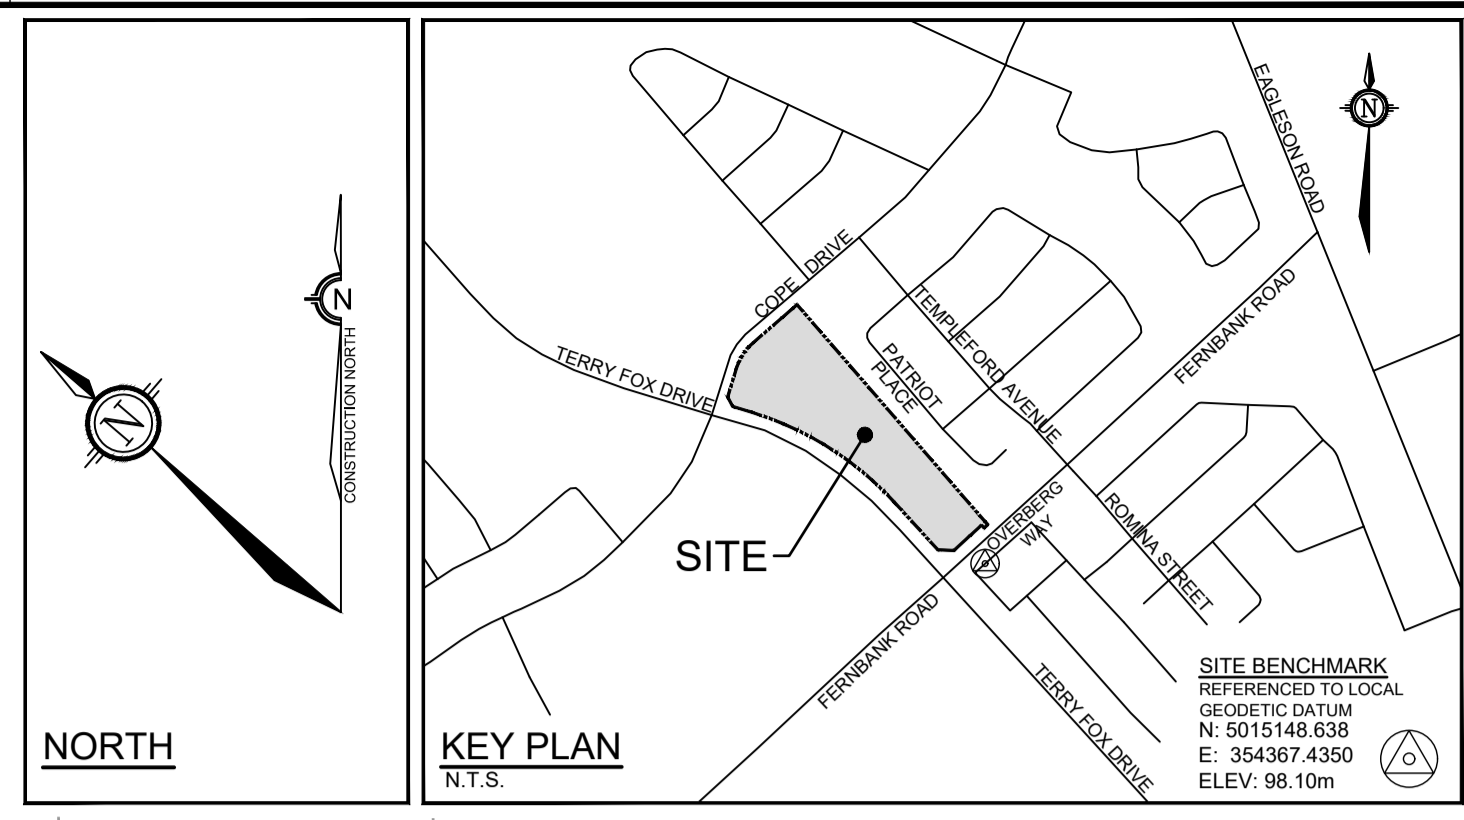 N
CONSTRUCTION NORTH
N
NORTH
EAGLESON ROAD
N
COPE DRIVE
TERRY FOX DRIVE
TEMPLEFORD AVENUE
PATRIOT
PLACE
FERNBANK ROAD
SITE
OVERBERG
WAY
ROMINA STREET
FERNBANK ROAD
TERRY FOX DRIVE
KEY PLAN
N.T.S.
SITE BENCHMARK
REFERENCED TO LOCAL
GEODETIC DATUM
N: 5015148.638
E: 354367.4350
ELEV: 98.10m